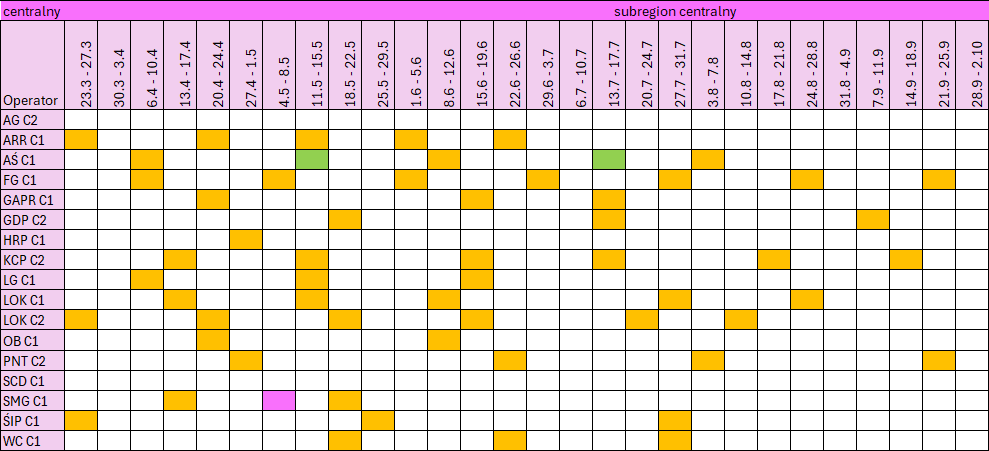 centralny subregion centralny
Operator 23.3 - 27.3 30.3 - 3.4 6.4 - 10.4 13.4 - 17.4 20.4 - 24.4 27.4 - 1.5 4.5 - 8.5 11.5 - 15.5 18.5 - 22.5 25.5 - 29.5 1.6 - 5.6 8.6 - 12.6 15.6 - 19.6 22.6 - 26.6 29.6 - 3.7 6.7 - 10.7 13.7 - 17.7 20.7 - 24.7 27.7 - 31.7 3.8 - 7.8 10.8 - 14.8 17.8 - 21.8 24.8 - 28.8 31.8 - 4.9 7.9 - 11.9 14.9 - 18.9 21.9 - 25.9 28.9 - 2.10
AG C2
ARR C1
AŚ C1
FG C1
GAPR C1
GDP C2
HRP C1
KCP C2
LG C1
LOK C1
LOK C2
OB C1
PNT C2
SCD C1
SMG C1
ŚIP C1
WC C1